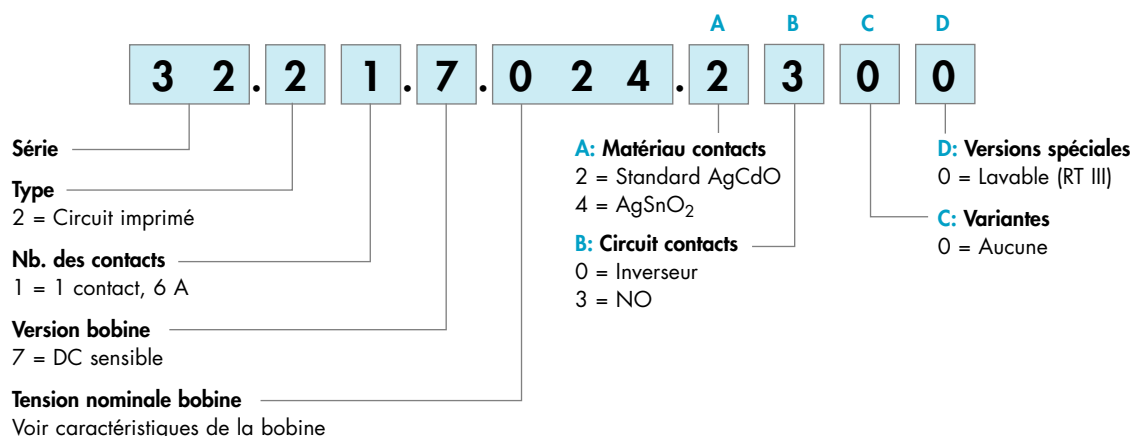 A B C D
3 2 . 2 1 . 7 . 0 2 4 . 2 3 0 0
Série
Type
2 = Circuit imprimé
Nb. des contacts
1 = 1 contact, 6 A
Version bobine
7 = DC sensible
Tension nominale bobine
Voir caractéristiques de la bobine
A: Matériau contacts
2 = Standard AgCdO
4 = AgSnO₂
B: Circuit contacts
0 = Inverseur
3 = NO
D: Versions spéciales
0 = Lavable (RT III)
C: Variantes
0 = Aucune